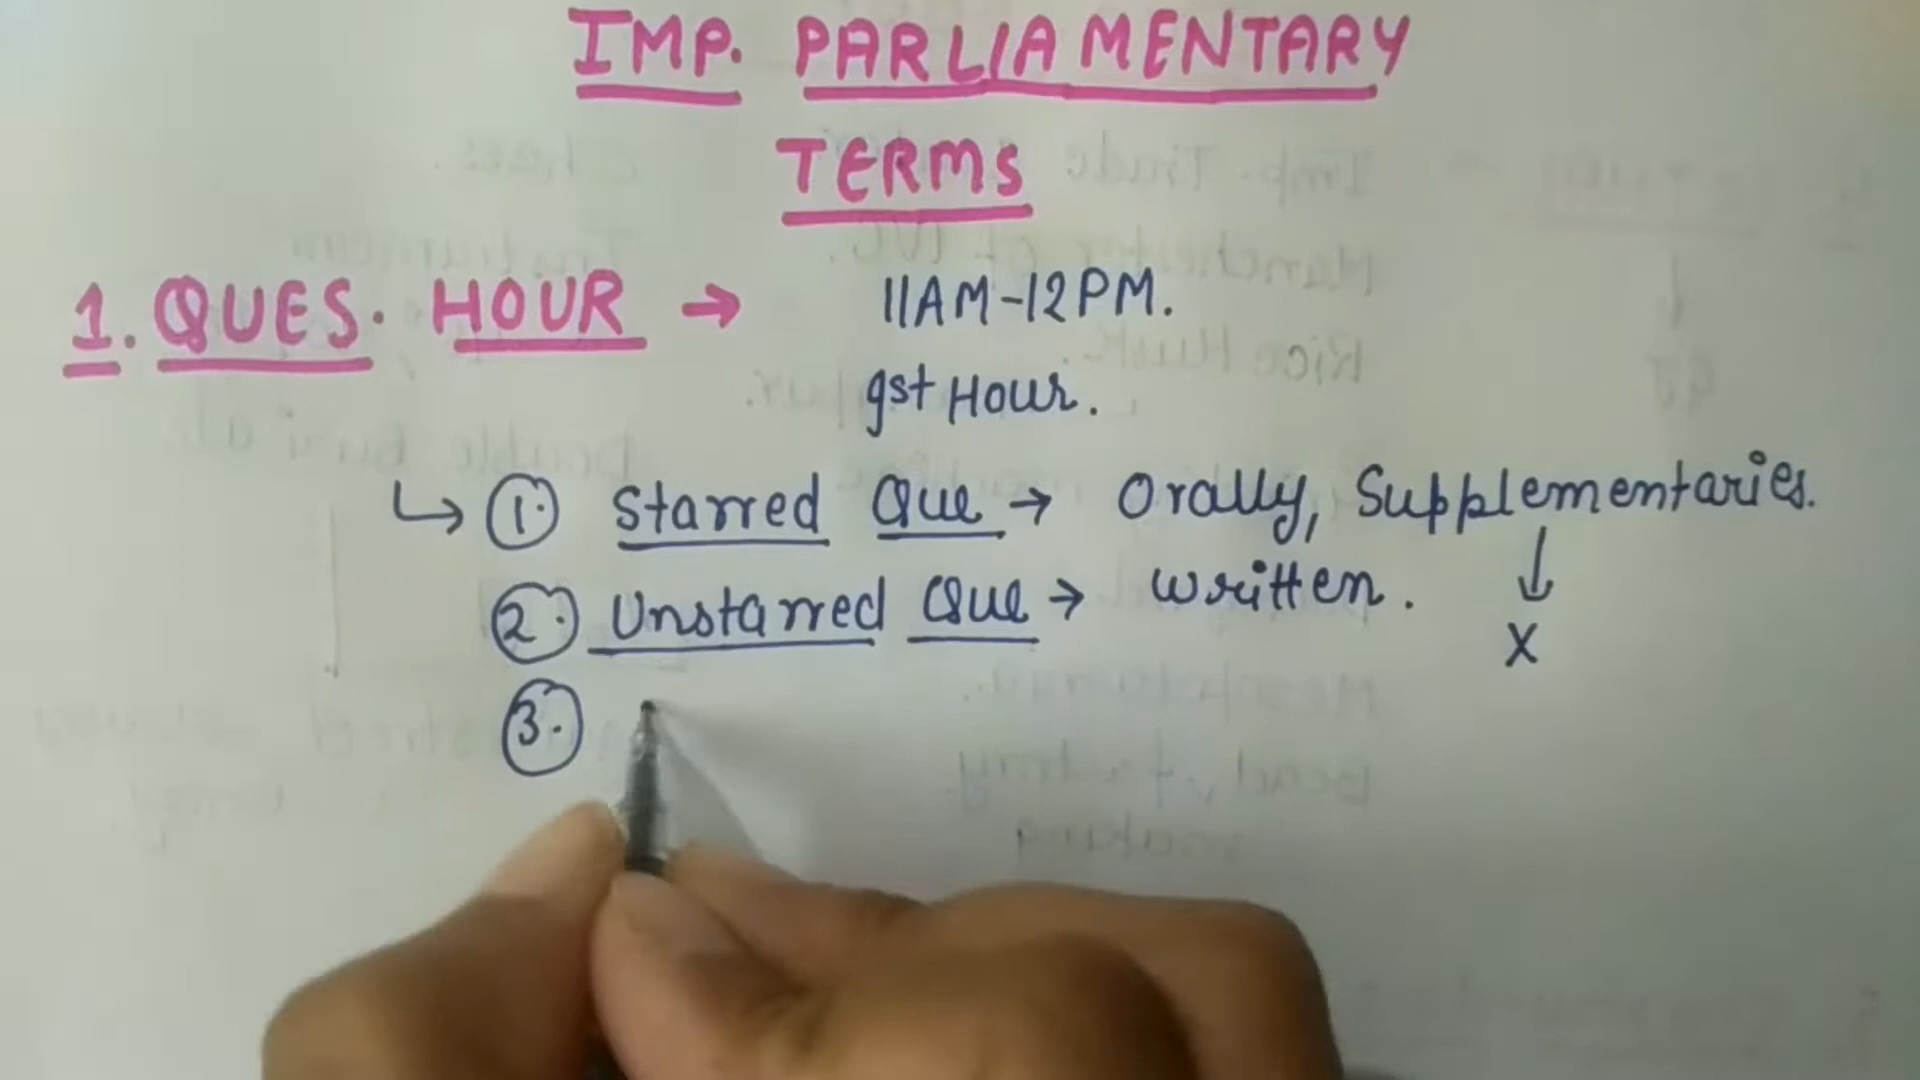 IMP. PARLIAMENTARY
TERMS
1. QUES. HOUR → 11AM-12PM.
Ist Hour.
↳ 1. Starred Que → Orally, Supplementaries.
↓
2. Unstarred Que → written.
X
3.